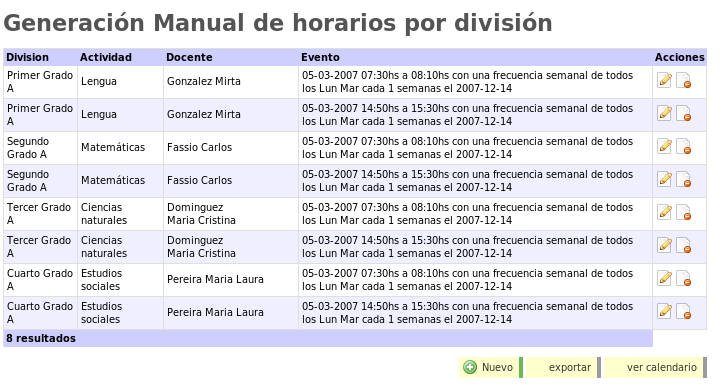 Generación Manual de horarios por división
Division Actividad Docente Evento Acciones
Primer Grado A Lengua Gonzalez Mirta 05-03-2007 07:30hs a 08:10hs con una frecuencia semanal de todos los Lun Mar cada 1 semanas el 2007-12-14
Primer Grado A Lengua Gonzalez Mirta 05-03-2007 14:50hs a 15:30hs con una frecuencia semanal de todos los Lun Mar cada 1 semanas el 2007-12-14
Segundo Grado A Matemáticas Fassio Carlos 05-03-2007 07:30hs a 08:10hs con una frecuencia semanal de todos los Lun Mar cada 1 semanas el 2007-12-14
Segundo Grado A Matemáticas Fassio Carlos 05-03-2007 14:50hs a 15:30hs con una frecuencia semanal de todos los Lun Mar cada 1 semanas el 2007-12-14
Tercer Grado A Ciencias naturales Dominguez Maria Cristina 05-03-2007 07:30hs a 08:10hs con una frecuencia semanal de todos los Lun Mar cada 1 semanas el 2007-12-14
Tercer Grado A Ciencias naturales Dominguez Maria Cristina 05-03-2007 14:50hs a 15:30hs con una frecuencia semanal de todos los Lun Mar cada 1 semanas el 2007-12-14
Cuarto Grado A Estudios sociales Pereira Maria Laura 05-03-2007 07:30hs a 08:10hs con una frecuencia semanal de todos los Lun Mar cada 1 semanas el 2007-12-14
Cuarto Grado A Estudios sociales Pereira Maria Laura 05-03-2007 14:50hs a 15:30hs con una frecuencia semanal de todos los Lun Mar cada 1 semanas el 2007-12-14
8 resultados
Nuevo exportar ver calendario